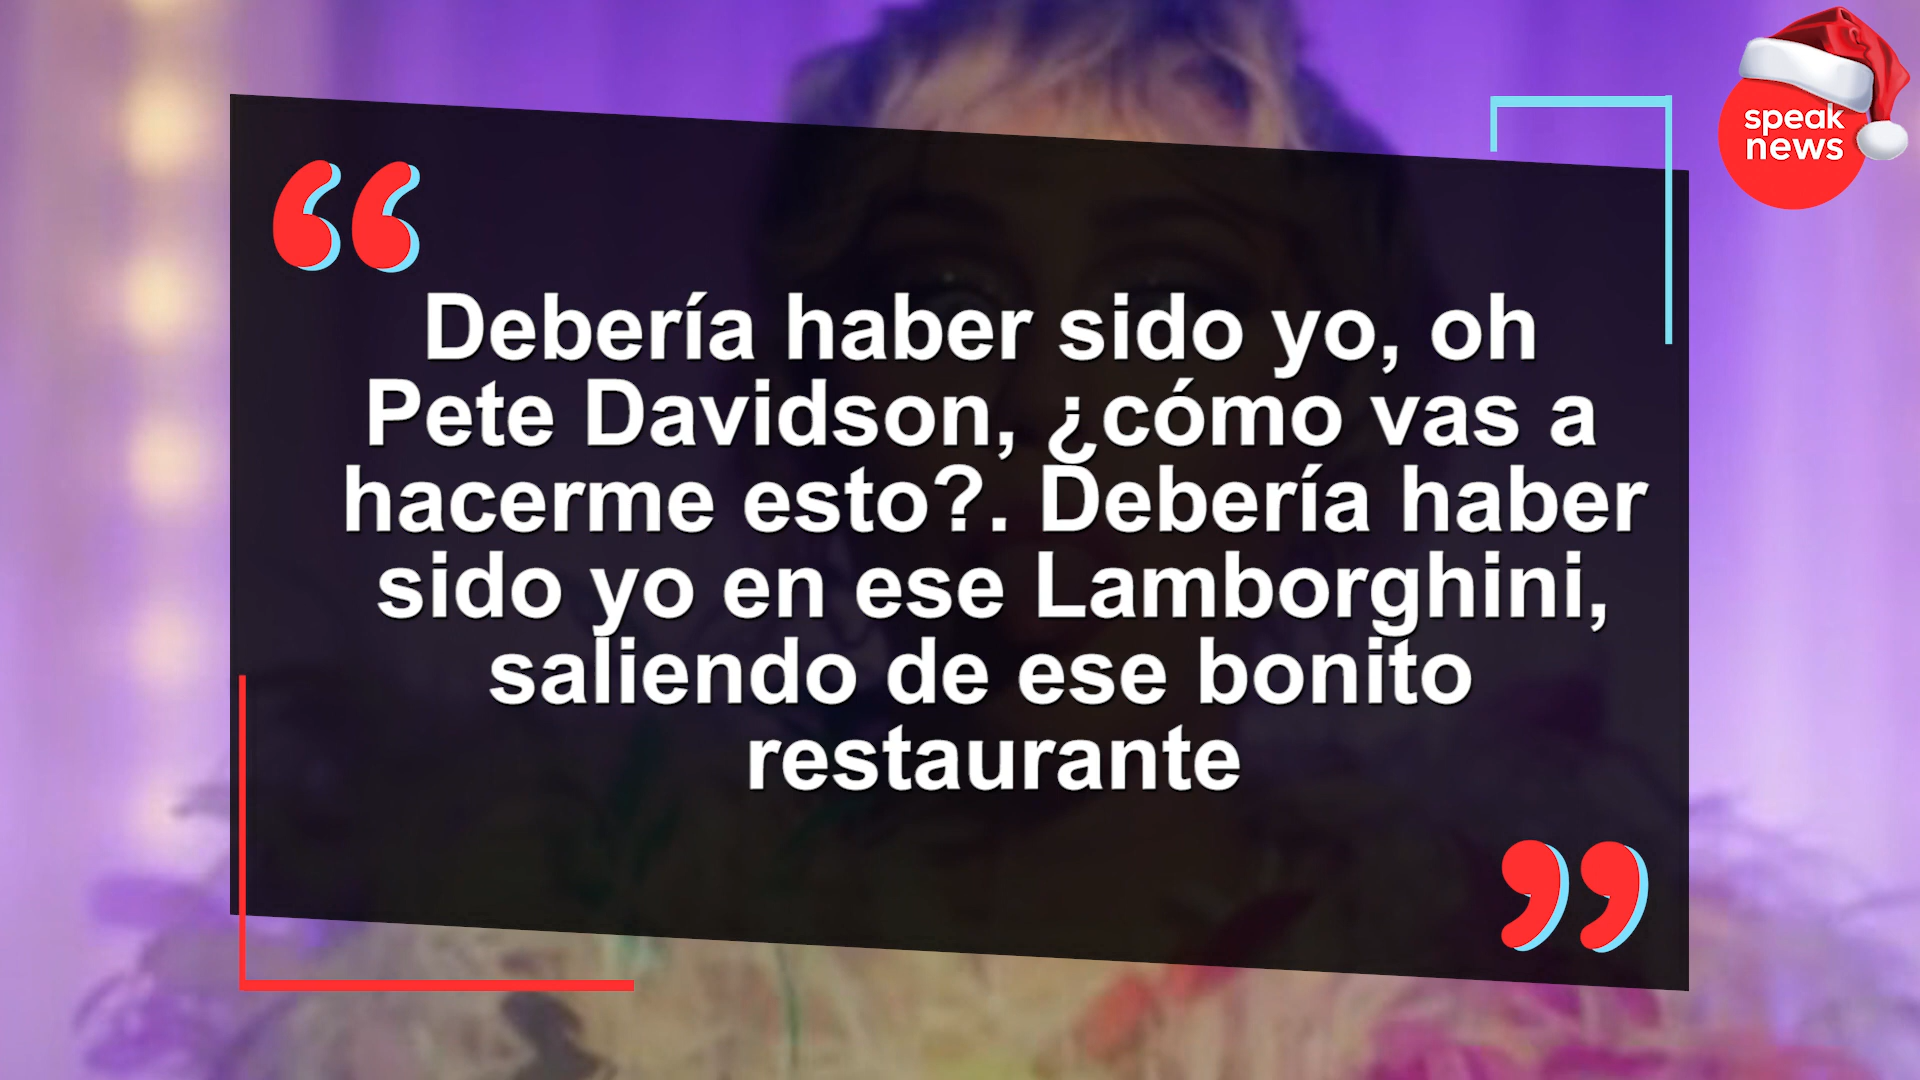 speak
news
Debería haber sido yo, oh
Pete Davidson, ¿cómo vas a
hacerme esto?. Debería haber
sido yo en ese Lamborghini,
saliendo de ese bonito
restaurante